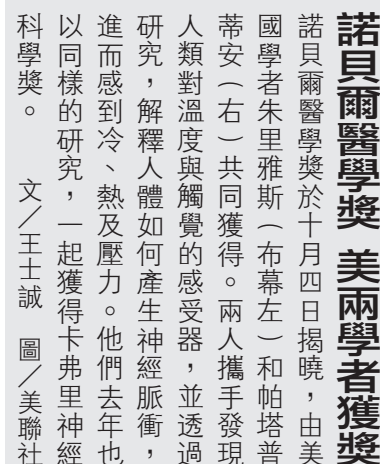 諾貝爾醫學獎 美兩學者獲獎
諾貝爾醫學獎於十月四日揭曉，由美
國學者朱里雅斯（布幕左）和帕塔普
蒂安（右）共同獲得。兩人攜手發現
人類對溫度與觸覺的感受器，並透過
研究，解釋人體如何產生神經脈衝，
進而感到冷、熱及壓力。他們去年也
以同樣的研究，一起獲得卡弗里神經
科學獎。 文／王士誠 圖／美聯社